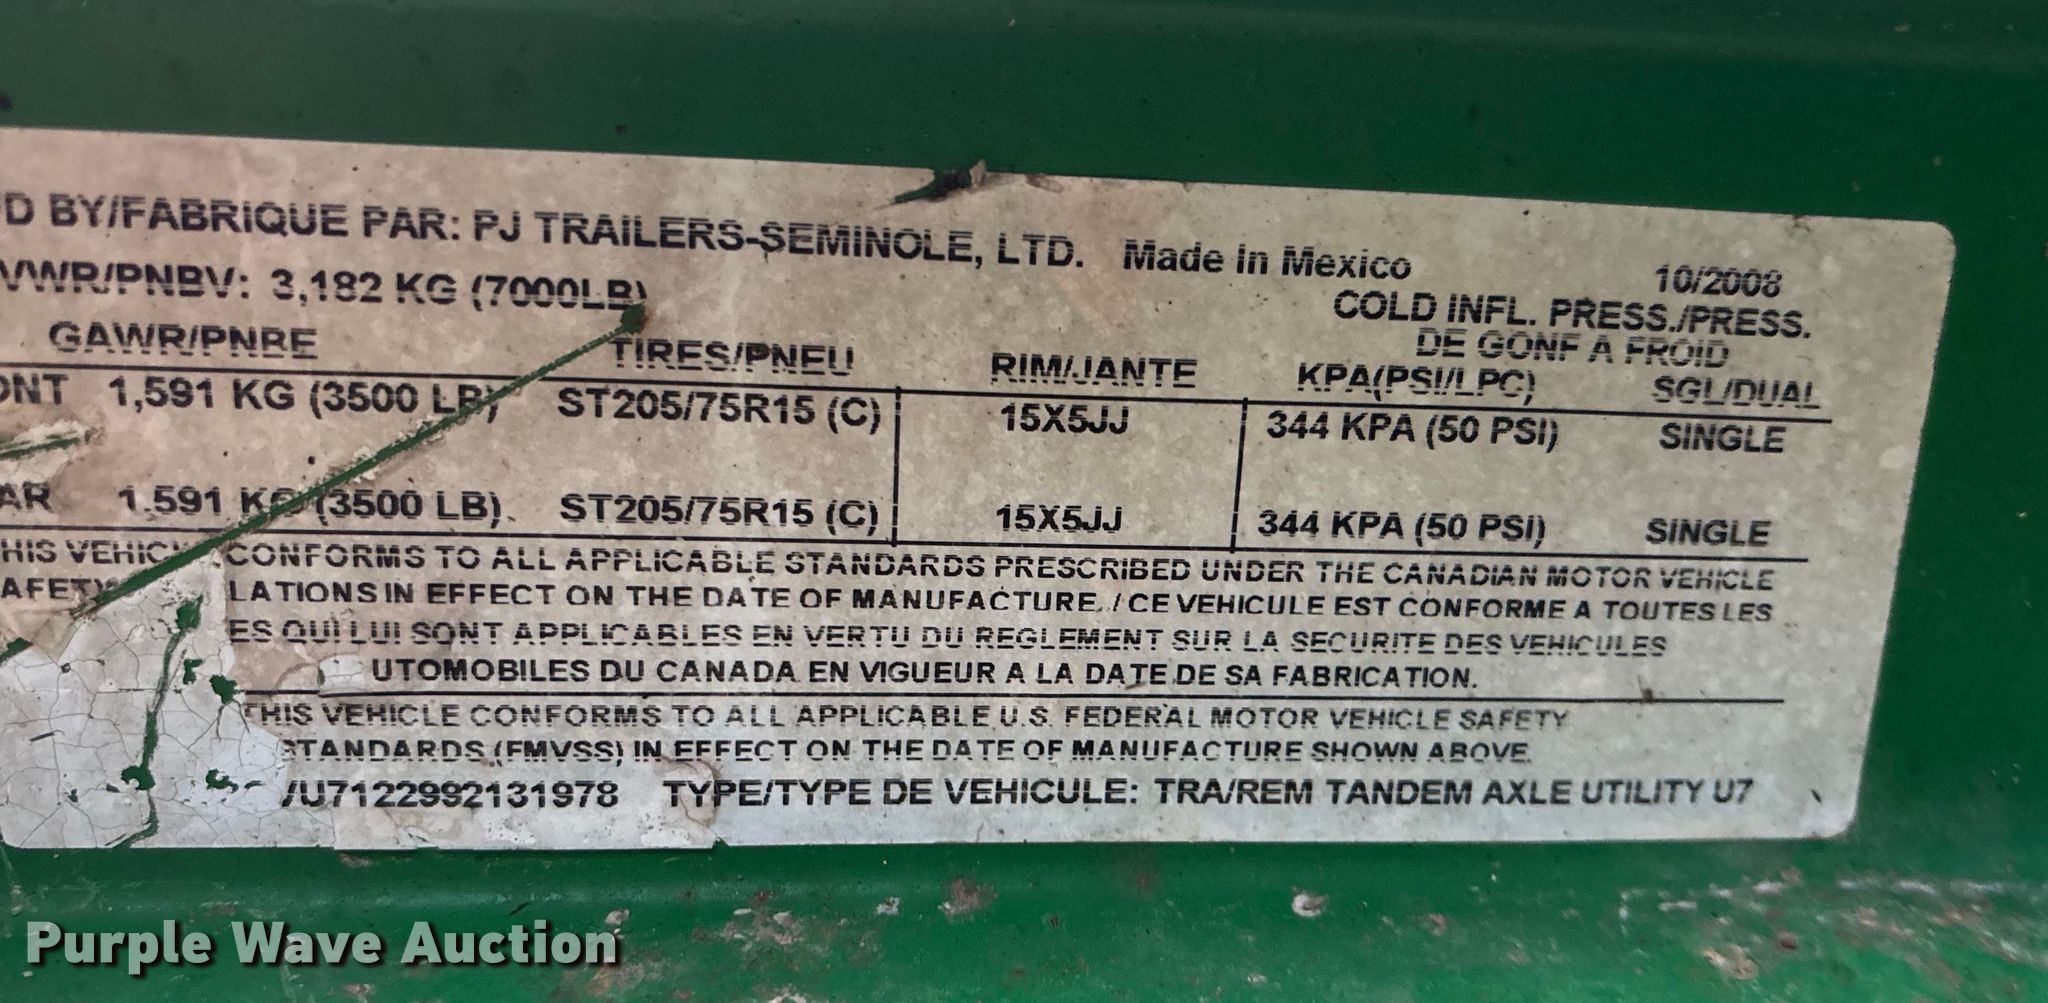 D BY/FABRIQUE PAR: PJ TRAILERS-SEMINOLE, LTD. Made in Mexico 10/2008
VWR/PNBV: 3,182 KG (7000LB)
COLD INFL. PRESS./PRESS.
DE GONF A FROID
GAWR/PNBE TIRES/PNEU RIM/JANTE KPA(PSI/LPC) SGL/DUAL
ONT 1,591 KG (3500 LB) ST205/75R15 (C) 15X5JJ 344 KPA (50 PSI) SINGLE
AR 1.591 KG (3500 LB). ST205/75R15 (C) 15X5JJ 344 KPA (50 PSI) SINGLE
HIS VEHIC CONFORMS TO ALL APPLICABLE STANDARDS PRESCRIBED UNDER THE CANADIAN MOTOR VEHICLE
AFETY LATIONS IN EFFECT ON THE DATE OF MANUFACTURE. / CE VEHICULE EST CONFORME A TOUTES LES
ES QUI LUI SONT APPLICABLES EN VERTU DU REGLEMENT SUR LA SECURITE DES VEHICULES
UTOMOBILES DU CANADA EN VIGUEUR A LA DATE DE SA FABRICATION.
THIS VEHICLE CONFORMS TO ALL APPLICABLE U.S. FEDERAL MOTOR VEHICLE SAFETY
STANDARDS (FMVSS) IN EFFECT ON THE DATE OF MANUFACTURE SHOWN ABOVE.
/U7122992131978 TYPE/TYPE DE VEHICULE: TRA/REM TANDEM AXLE UTILITY U7
Purple Wave Auction